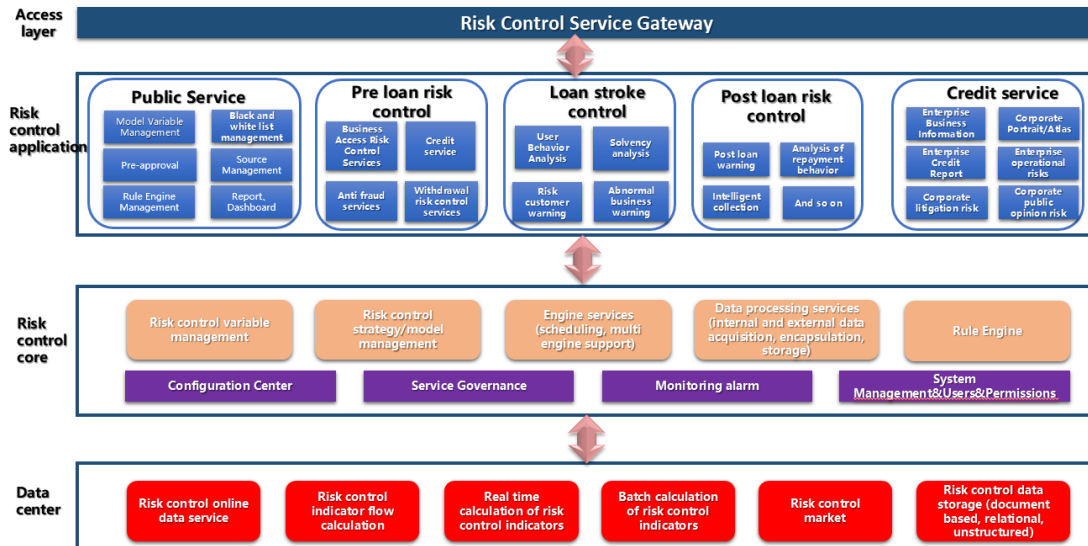 Access
layer
Risk Control Service Gateway
Risk
control
application
Public Service
Model Variable
Management
Black and
white list
management
Pre-approval
Source
Management
Rule Engine
Management
Report、
Dashboard
Pre loan risk
control
Business
Access Risk
Control
Services
Credit
service
Anti fraud
services
Withdrawal
risk control
services
Loan stroke
control
User
Behavior
Analysis
Solvency
analysis
Risk
customer
warning
Abnormal
business
warning
Post loan risk
control
Post loan
warning
Analysis of
repayment
behavior
Intelligent
collection
And so on
Credit service
Enterprise
Business
Information
Corporate
Portrait/Atlas
Enterprise
Credit
Report
Enterprise
operational
risks
Corporate
litigation risk
Corporate
public
opinion risk
Risk
control
core
Risk control variable
management
Risk control
strategy/model
management
Engine services
(scheduling, multi
engine support)
Data processing services
(internal and external data
acquisition, encapsulation,
storage)
Rule Engine
Configuration Center
Service Governance
Monitoring alarm
System
Management&Users&Permissions
Data
center
Risk control online
data service
Risk control
indicator flow
calculation
Real time
calculation of risk
control indicators
Batch calculation
of risk control
indicators
Risk control
market
Risk control data
storage (document
based, relational,
unstructured)